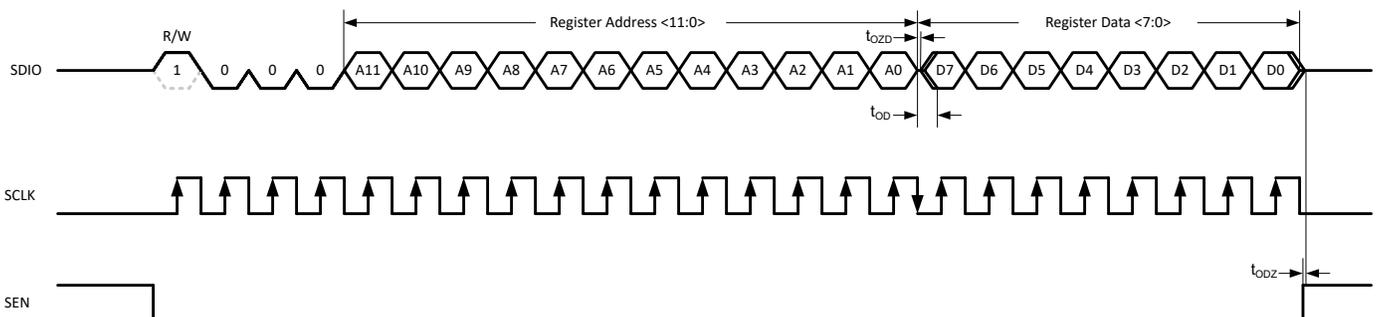 Register Address <11:0> Register Data <7:0>
R/W tOZD
SDIO 1 0 0 0 A11 A10 A9 A8 A7 A6 A5 A4 A3 A2 A1 A0 D7 D6 D5 D4 D3 D2 D1 D0
tOD
SCLK
tODZ
SEN